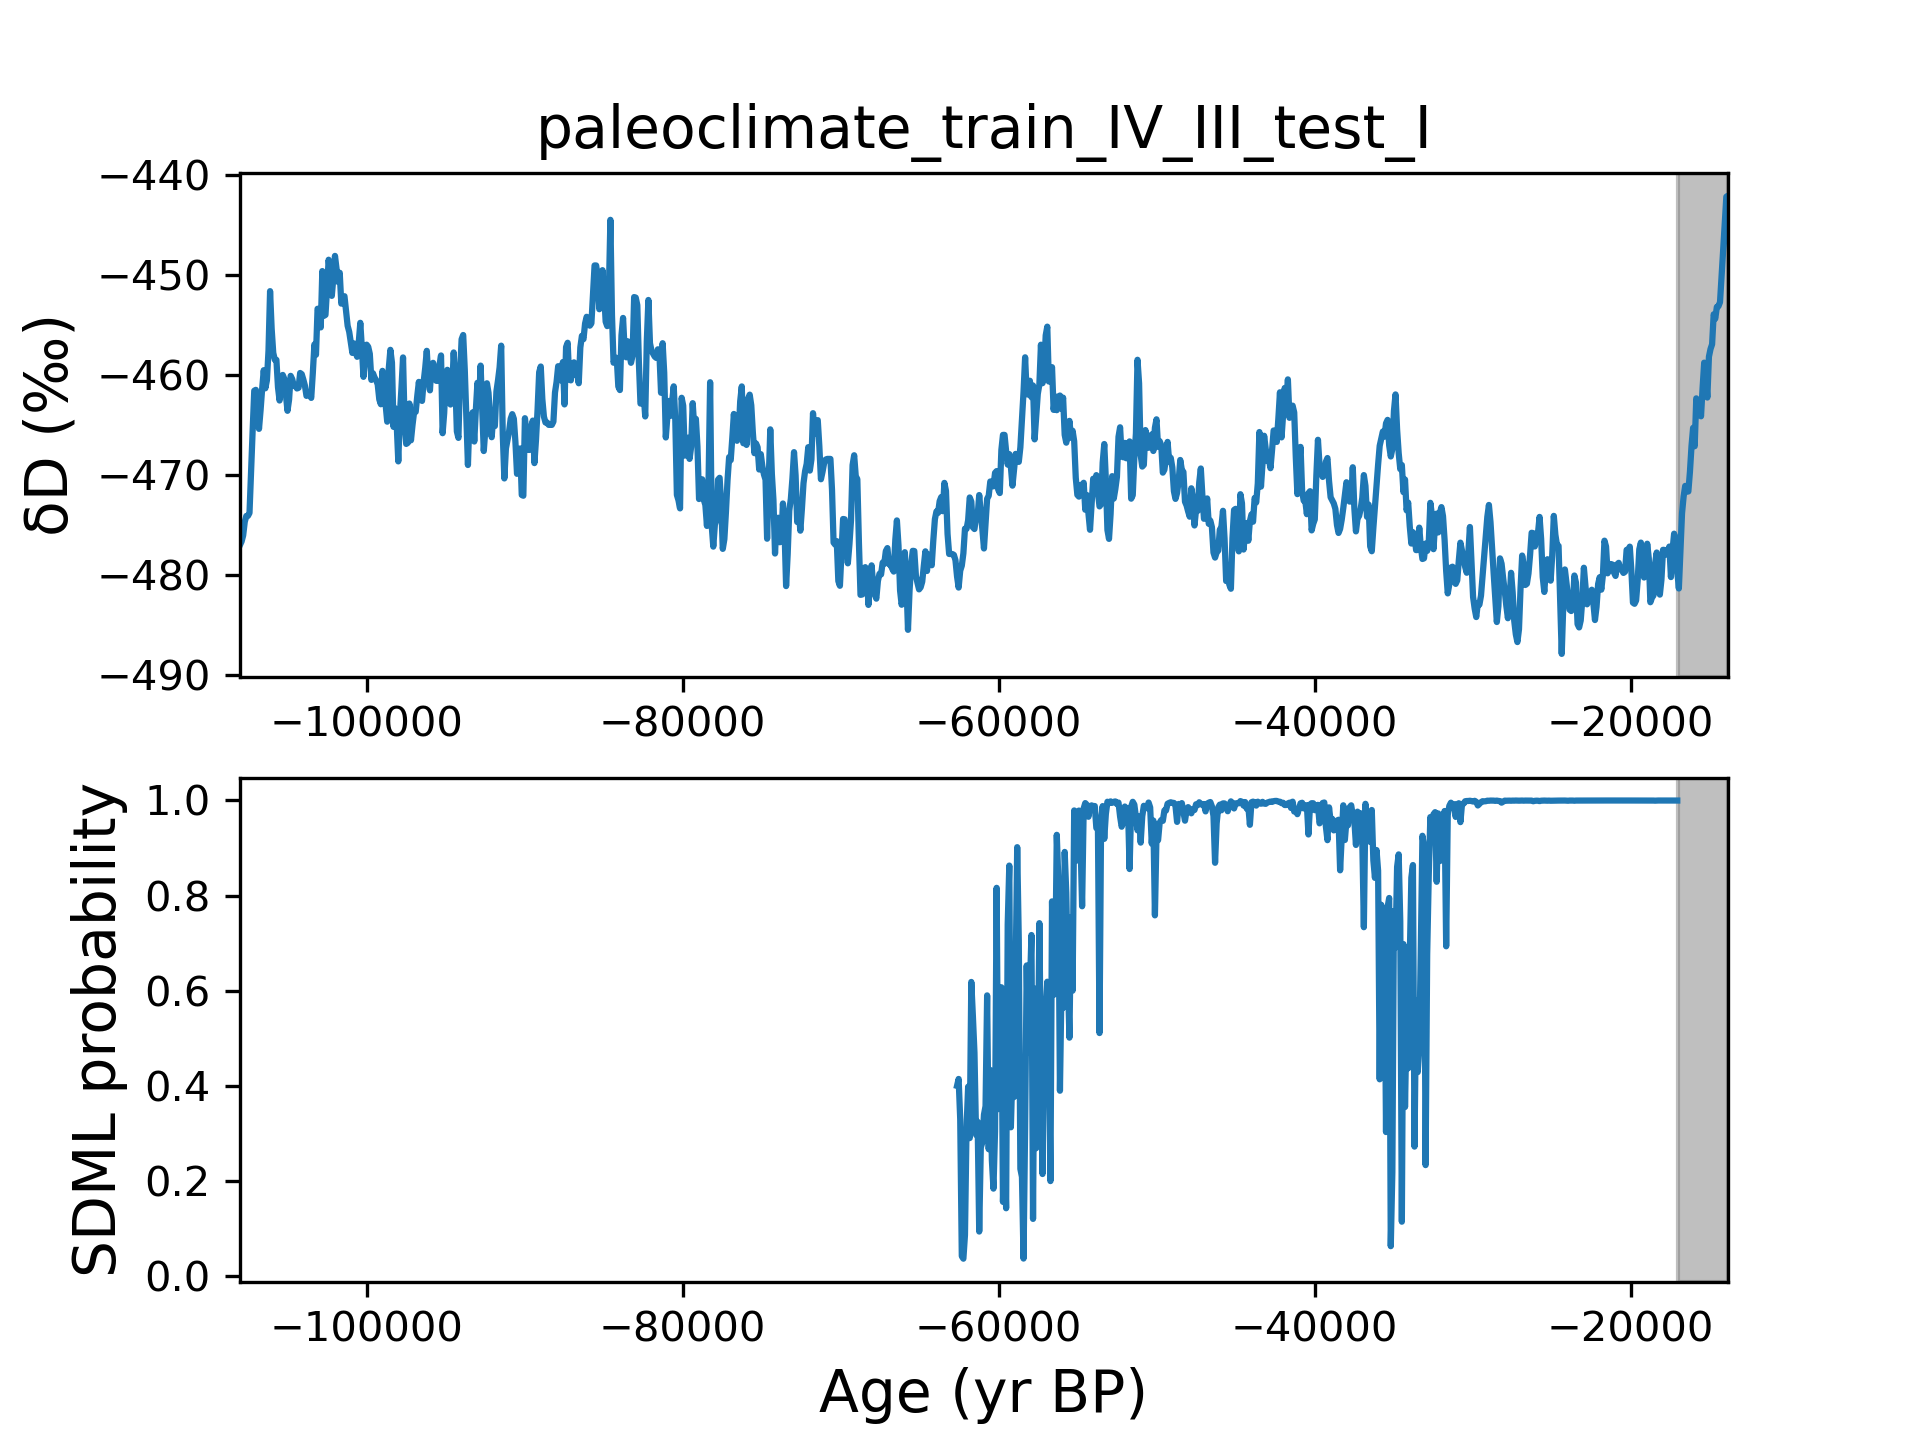 paleoclimate_train_IV_III_test_I
δD (‰)
−440
−450
−460
−470
−480
−490
−100000 −80000 −60000 −40000 −20000
SDML probability
1.0
0.8
0.6
0.4
0.2
0.0
−100000 −80000 −60000 −40000 −20000
Age (yr BP)